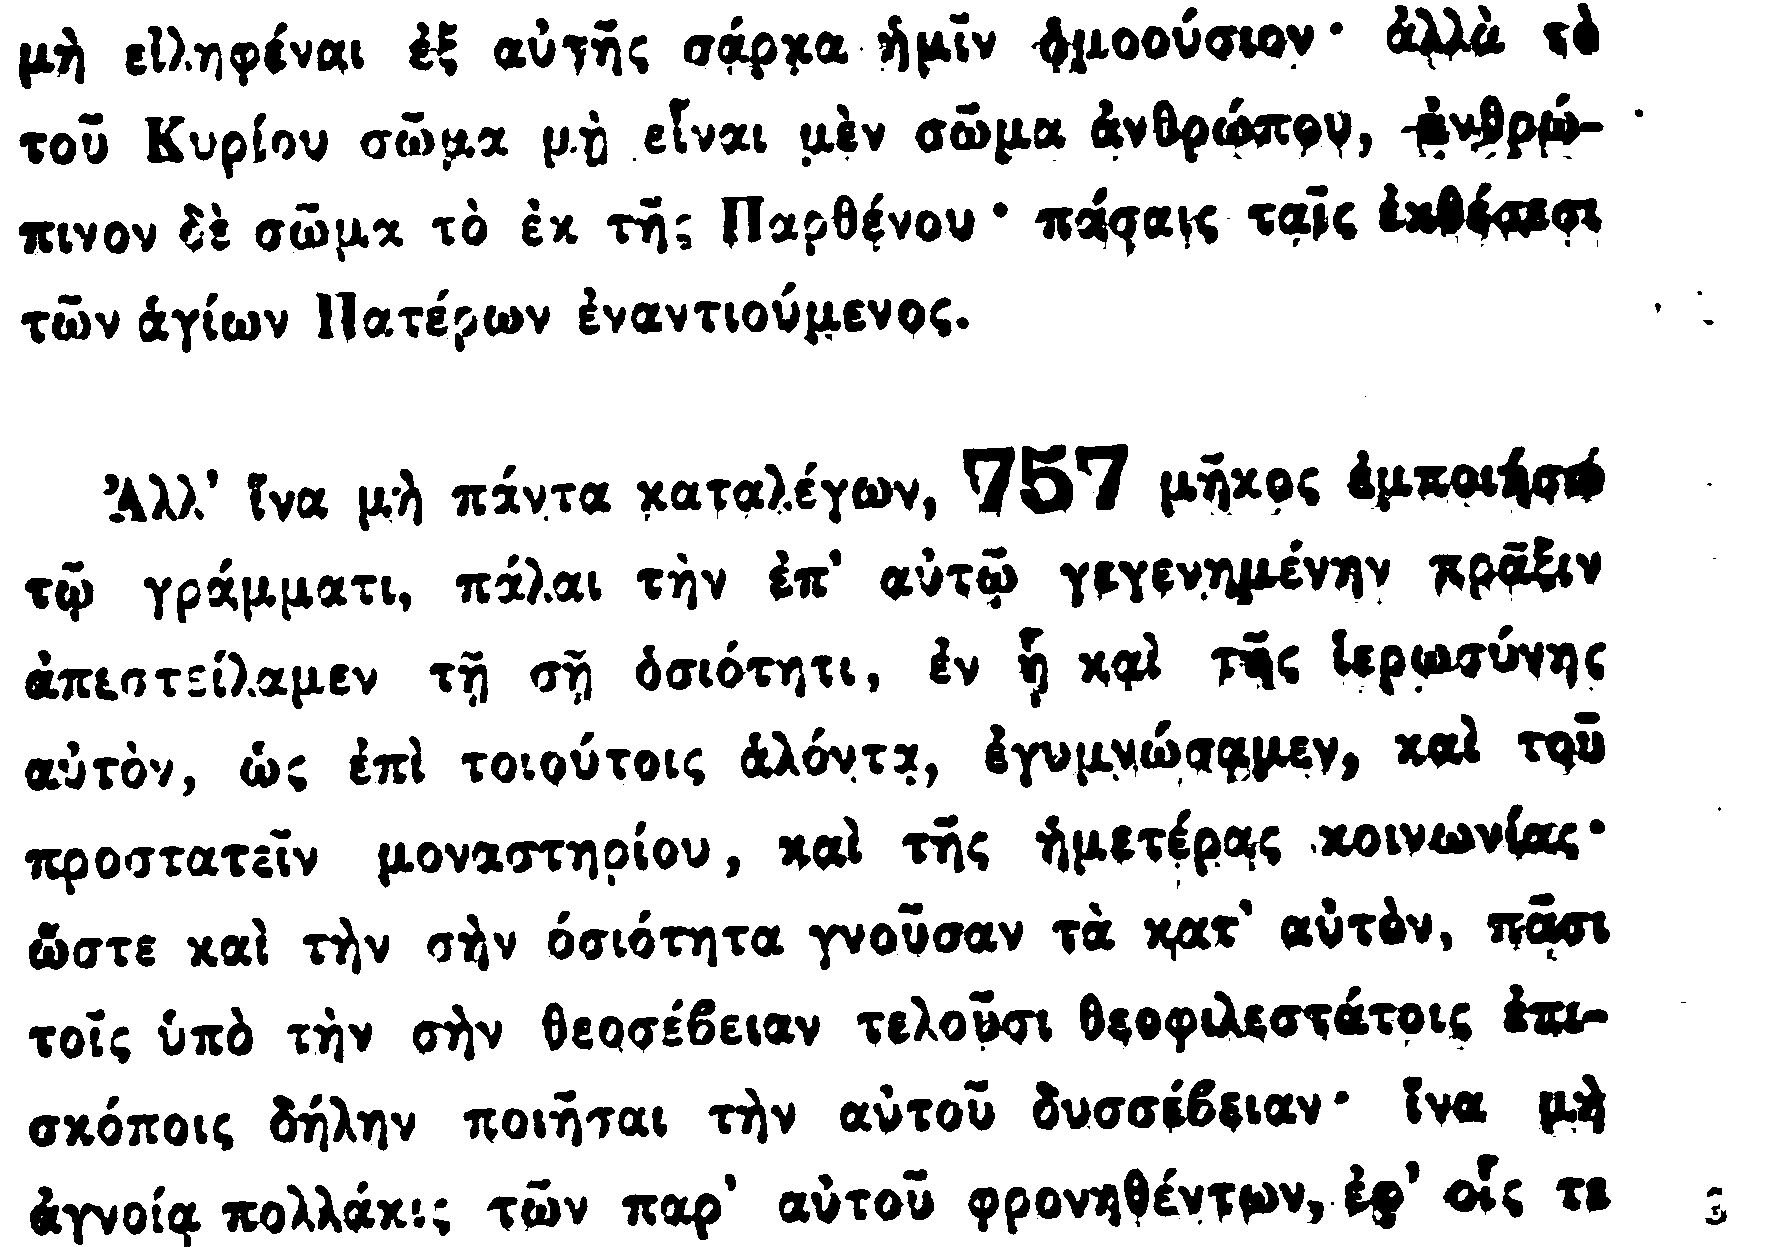 μὴ εἰληφέναι ἐξ αὐτῆς σάρκα ἡμῖν ὁμοούσιον· ἀλλὰ τὸ
τοῦ Κυρίου σῶμα μὴ εἶναι μὲν σῶμα ἀνθρώπου, ἀνθρώ-
πινον δὲ σῶμα τὸ ἐκ τῆς Παρθένου· πάσαις ταῖς ἐκθέσεσι
τῶν ἁγίων Πατέρων ἐναντιούμενος.
Ἀλλ' ἵνα μὴ πάντα καταλέγων, 757 μῆκος ἐμποιήσω
τῷ γράμματι, πάλαι τὴν ἐπ' αὐτῷ γεγενημένην πρᾶξιν
ἀπεστείλαμεν τῇ σῇ ὁσιότητι, ἐν ᾗ καὶ τῆς ἱερωσύνης
αὐτὸν, ὡς ἐπὶ τοιούτοις ἁλόντα, ἐγυμνώσαμεν, καὶ τοῦ
προστατεῖν μοναστηρίου, καὶ τῆς ἡμετέρας κοινωνίας·
ὥστε καὶ τὴν σὴν ὁσιότητα γνοῦσαν τὰ κατ' αὐτὸν, πᾶσι
τοῖς ὑπὸ τὴν σὴν θεοσέβειαν τελοῦσι θεοφιλεστάτοις ἐπι-
σκόποις δήλην ποιῆσαι τὴν αὐτοῦ δυσσέβειαν· ἵνα μὴ
ἀγνοίᾳ πολλάκις τῶν παρ' αὐτοῦ φρονηθέντων, ἐφ' οἷς τε